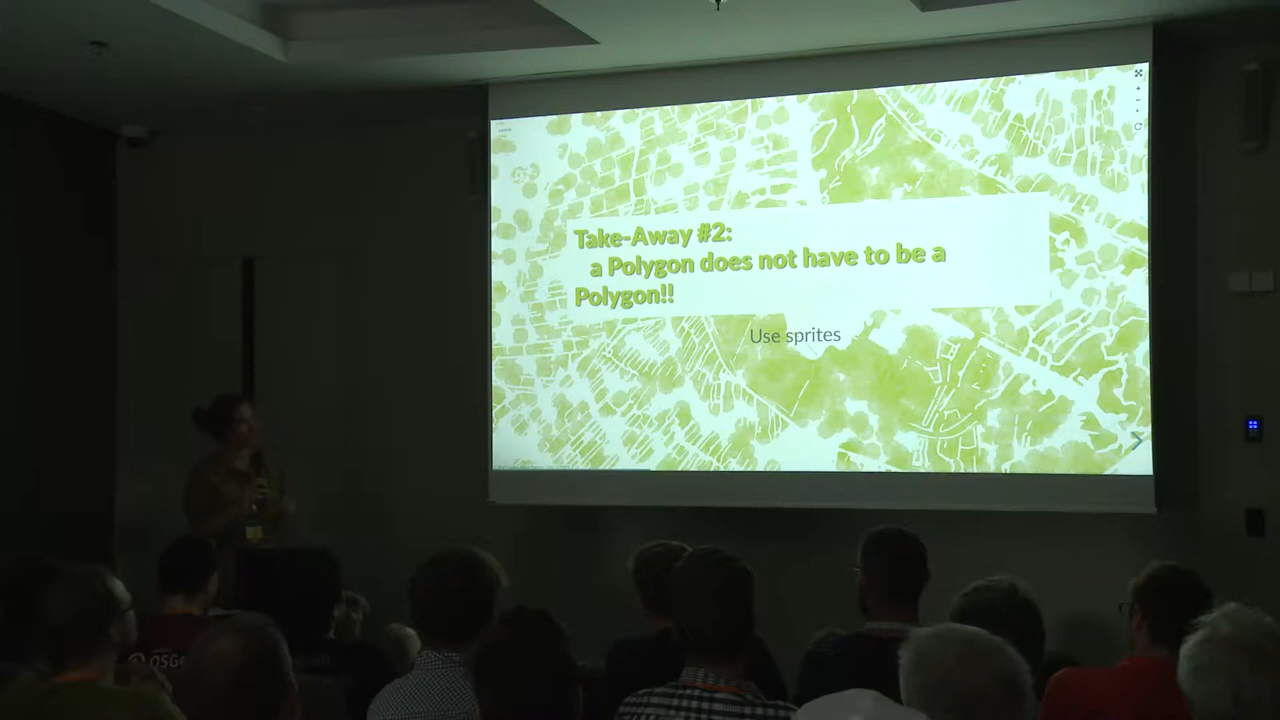 Take-Away #2:
a Polygon does not have to be a
Polygon!!
Use sprites